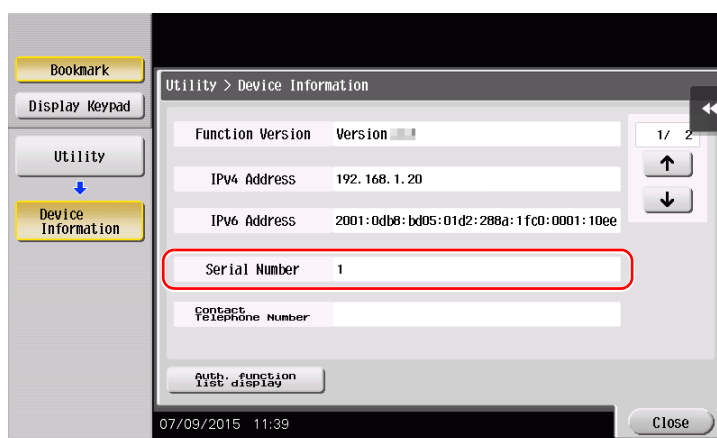 Bookmark
Display Keypad
Utility
Device
Information
Utility > Device Information
Function Version Version
1/ 2
IPv4 Address 192.168.1.20
IPv6 Address 2001:0db8:bd05:01d2:288a:1fc0:0001:10ee
Serial Number 1
Contact
Telephone Number
Auth. function
list display
07/09/2015 11:39
Close